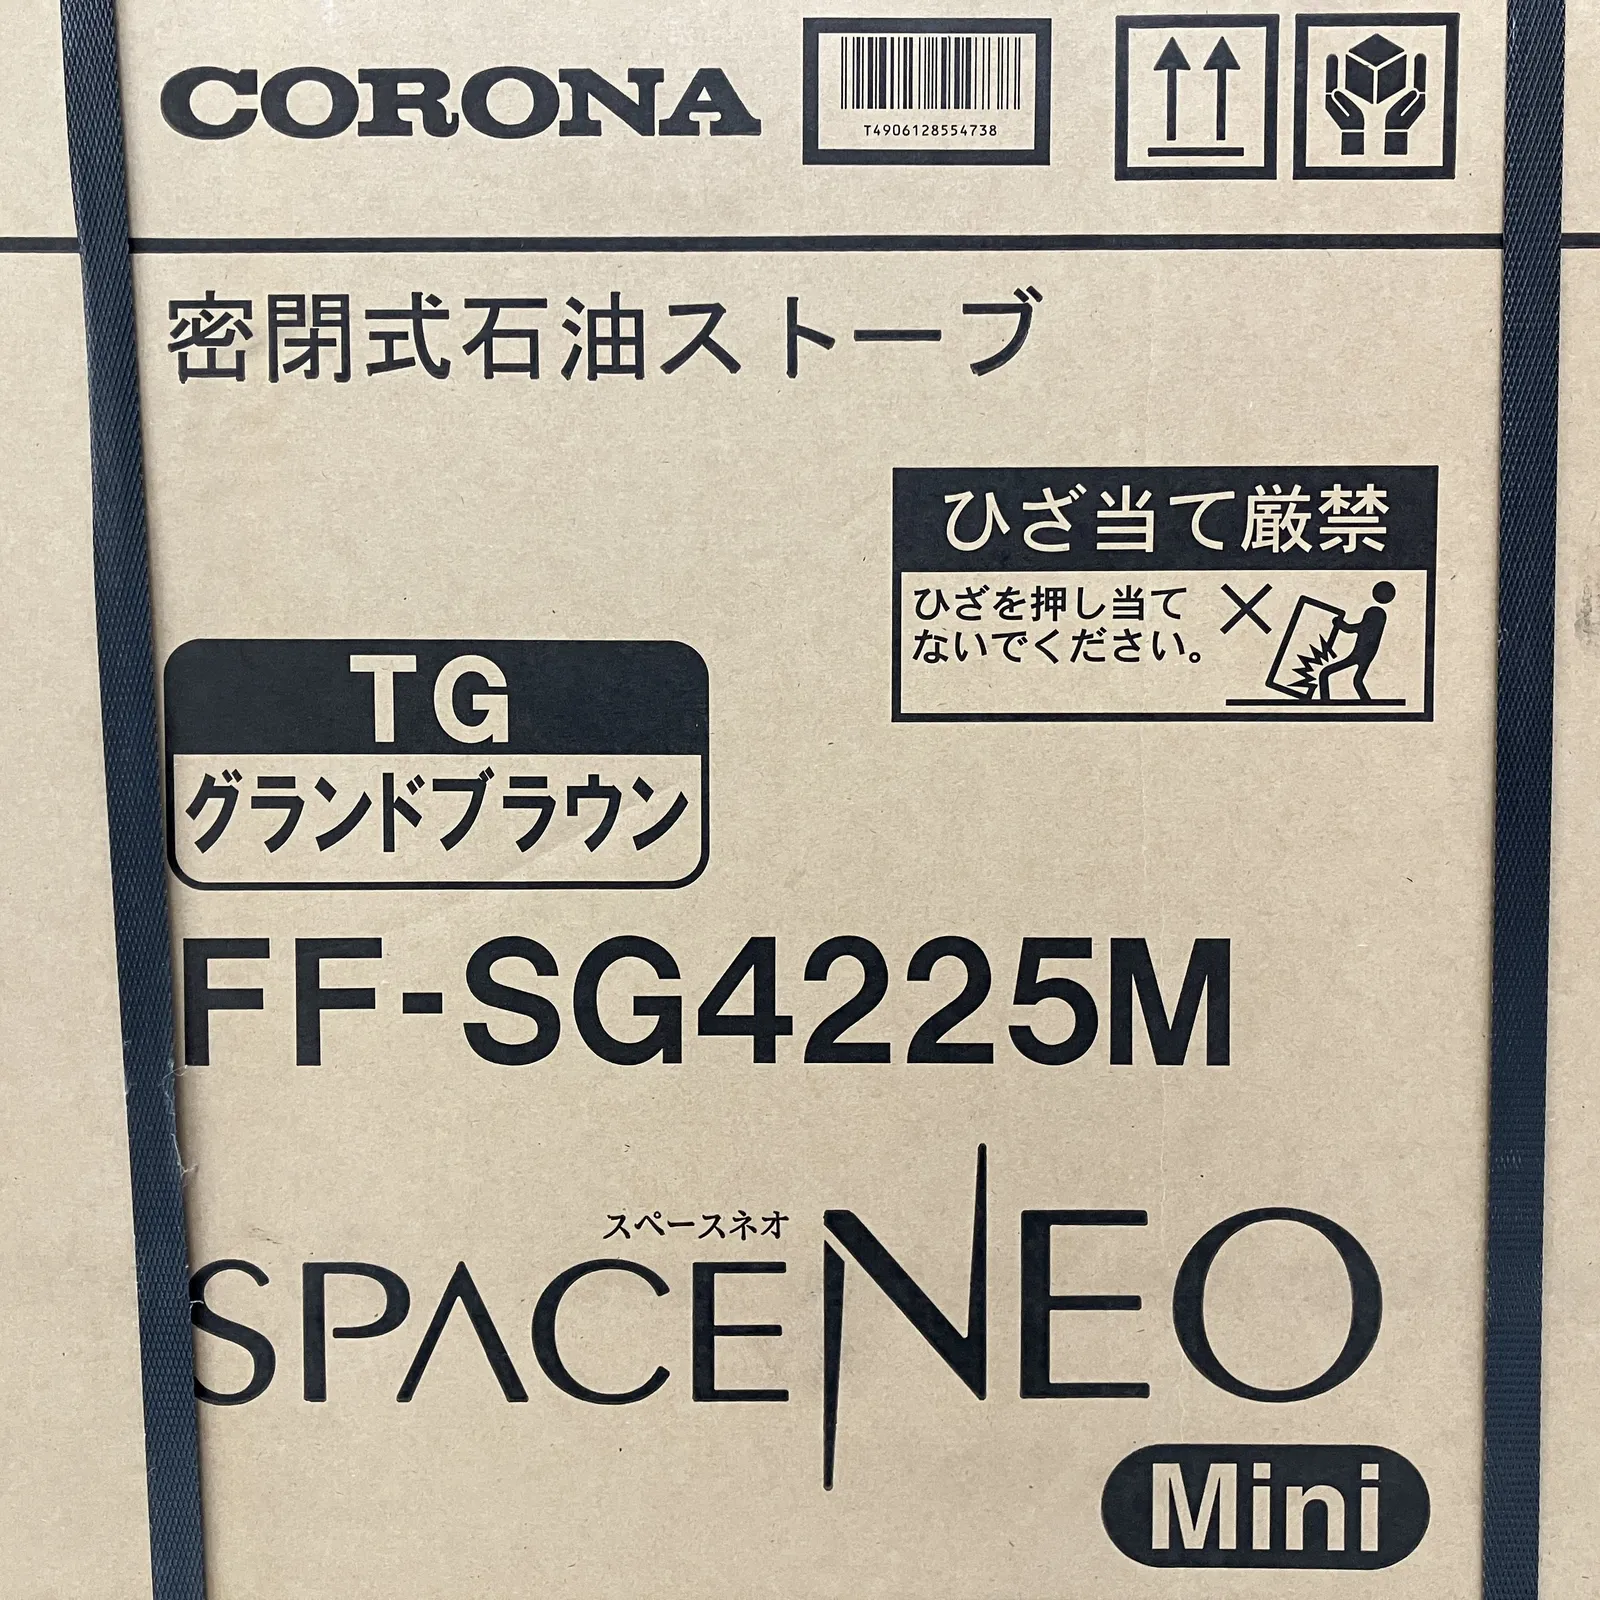 CORONA
T4906128554738
密閉式石油ストーブ
ひざ当て厳禁
ひざを押し当て
ないでください。
TG
グランドブラウン
FF-SG4225M
スペースネオ
SPACENEO
Mini